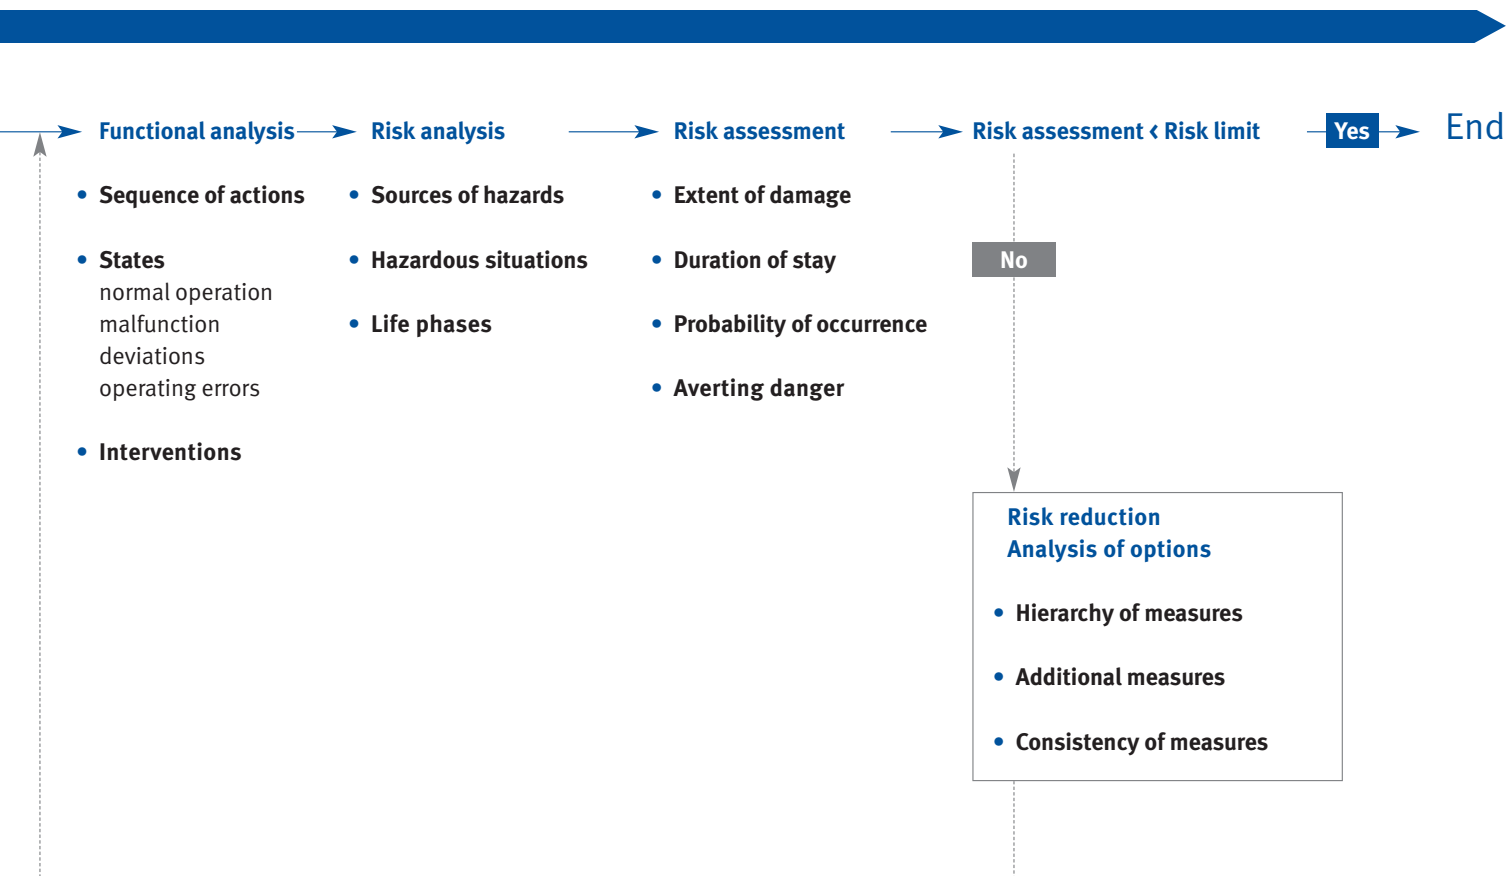 Functional analysis
• Sequence of actions
• States
normal operation
malfunction
deviations
operating errors
• Interventions
Risk analysis
• Sources of hazards
• Hazardous situations
• Life phases
Risk assessment
• Extent of damage
• Duration of stay
• Probability of occurrence
• Averting danger
Risk assessment < Risk limit
Yes
End
No
Risk reduction
Analysis of options
• Hierarchy of measures
• Additional measures
• Consistency of measures